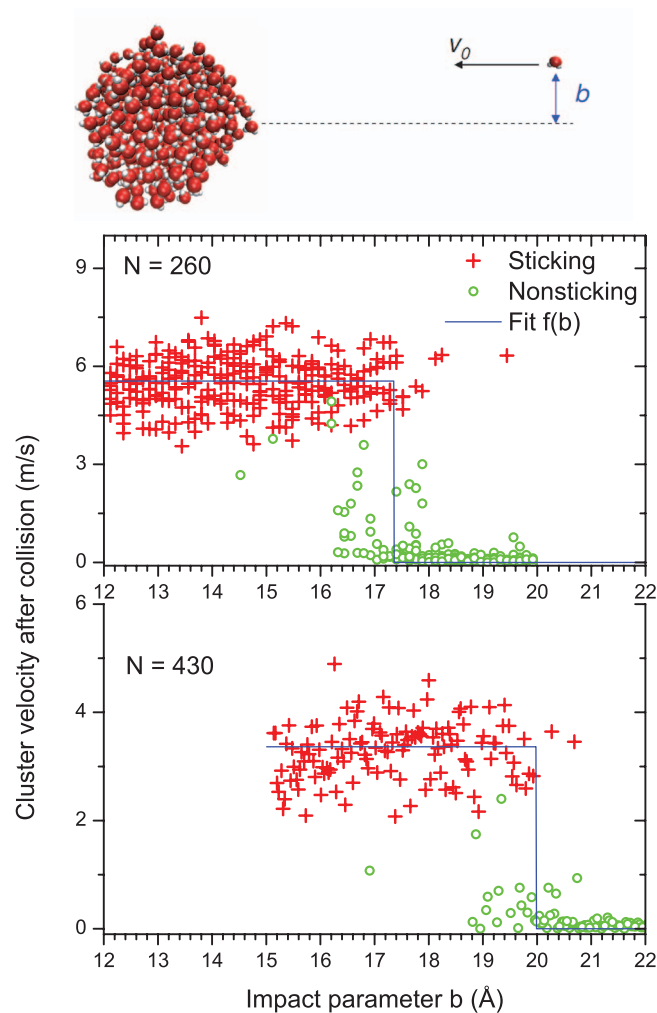 v0
b
N = 260
Sticking
Nonsticking
Fit f(b)
9
6
3
0
12 13 14 15 16 17 18 19 20 21 22
Cluster velocity after collision (m/s)
N = 430
6
4
2
0
12 13 14 15 16 17 18 19 20 21 22
Impact parameter b (Å)